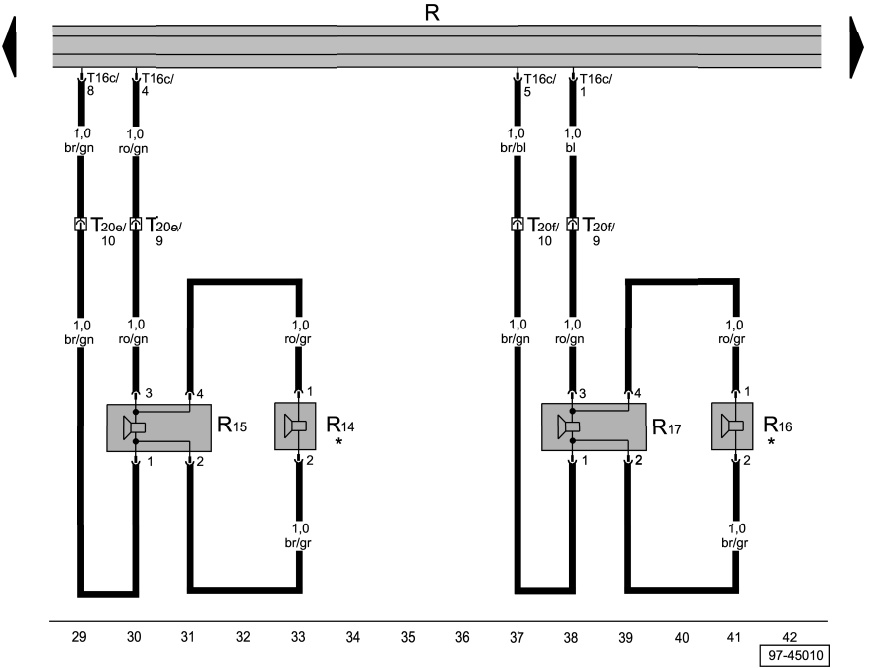 R
T16c/ T16c/ T16c/ T16c/
8 4 5 1
1,0 1,0 1,0 1,0
br/gn ro/gn br/bl bl
T20e/ T20e/ T20f/ T20f/
10 9 10 9
1,0 1,0 1,0 1,0 1,0 1,0
br/gn ro/gn ro/gr br/gn ro/gn ro/gr
3 4 1 3 4 1
R15 R14 R17 R16
* *
1 2 2 1 2 2
1,0 1,0
br/gr br/gr
29 30 31 32 33 34 35 36 37 38 39 40 41 42
97-45010